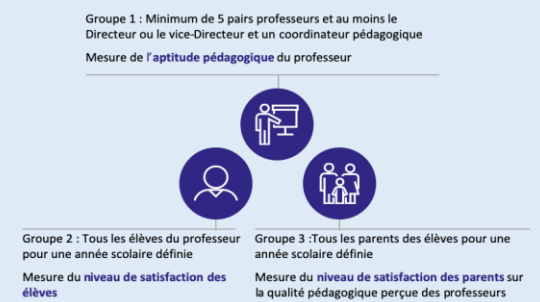 Groupe 1 : Minimum de 5 pairs professeurs et au moins le
Directeur ou le vice-Directeur et un coordinateur pédagogique
Mesure de l'aptitude pédagogique du professeur
Groupe 2 : Tous les élèves du professeur
pour une année scolaire définie
Mesure du niveau de satisfaction des
élèves
Groupe 3 :Tous les parents des élèves pour une
année scolaire définie
Mesure du niveau de satisfaction des parents sur
la qualité pédagogique perçue des professeurs